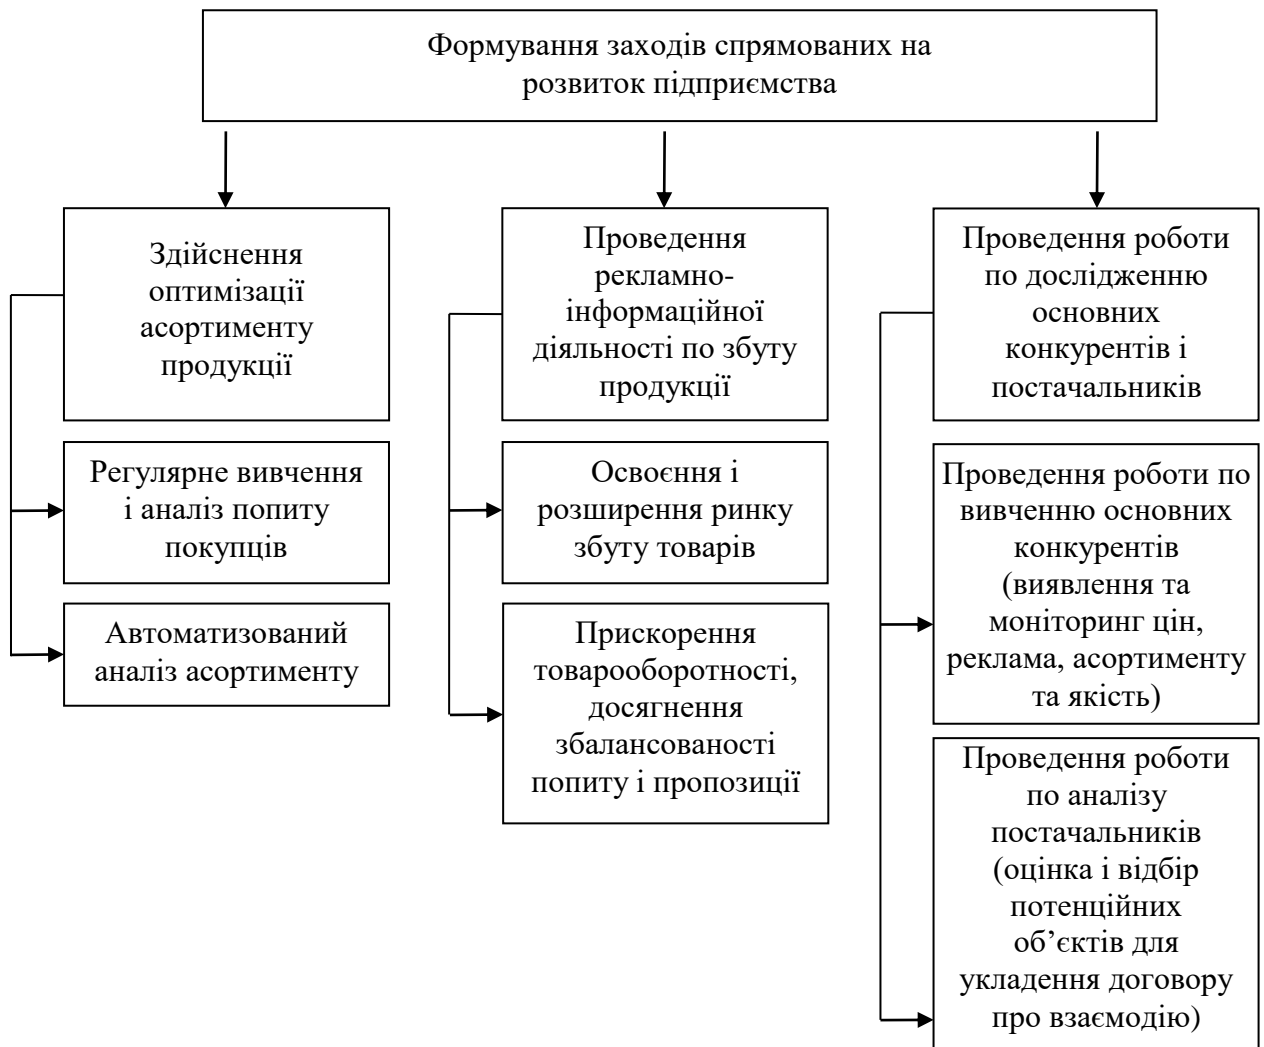 Формування заходів спрямованих на
розвиток підприємства
Здійснення
оптимізації
асортименту
продукції
Регулярне вивчення
і аналіз попиту
покупців
Автоматизований
аналіз асортименту
Проведення
рекламно-
інформаційної
діяльності по збуту
продукції
Освоєння і
розширення ринку
збуту товарів
Прискорення
товарооборотності,
досягнення
збалансованості
попиту і пропозиції
Проведення роботи
по дослідженню
основних
конкурентів і
постачальників
Проведення роботи по
вивченню основних
конкурентів
(виявлення та
моніторинг цін,
реклама, асортименту
та якість)
Проведення роботи
по аналізу
постачальників
(оцінка і відбір
потенційних
об’єктів для
укладення договору
про взаємодію)